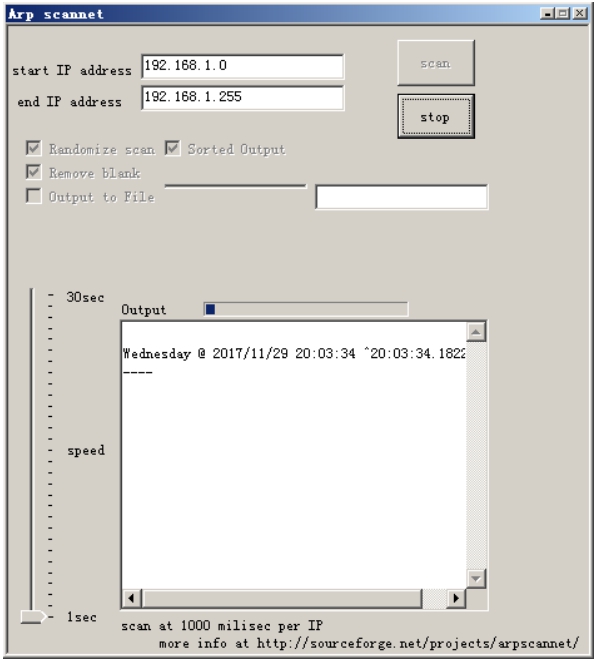 Arp scannet
start IP address 192.168.1.0
scan
end IP address 192.168.1.255
stop
Randomize scan Sorted Output
Remove blank
Output to File
30sec
Output
Wednesday @ 2017/11/29 20:03:34 ^20:03:34.1822
----
speed
1sec
scan at 1000 milisec per IP
more info at http://sourceforge.net/projects/arpscannet/